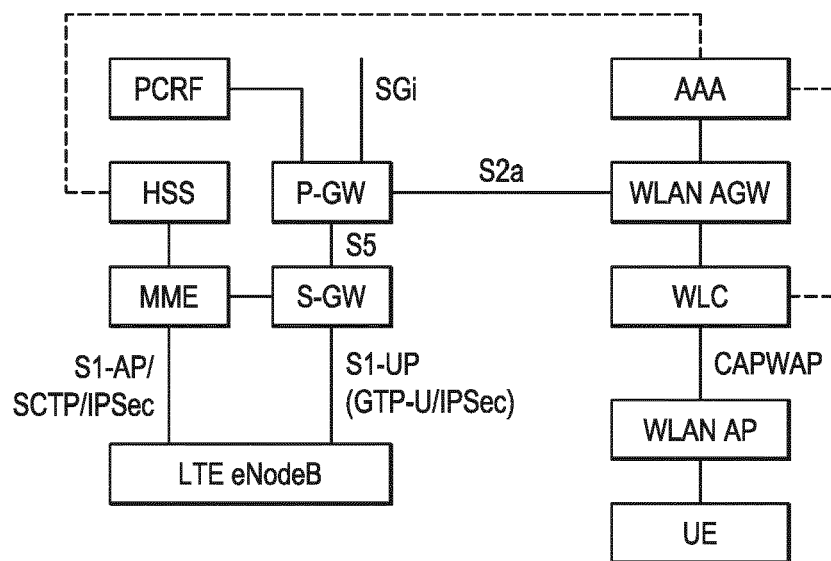 PCRF
SGi
AAA
HSS
P-GW
S2a
WLAN AGW
S5
MME
S-GW
WLC
S1-AP/
SCTP/IPSec
S1-UP
(GTP-U/IPSec)
CAPWAP
WLAN AP
LTE eNodeB
UE